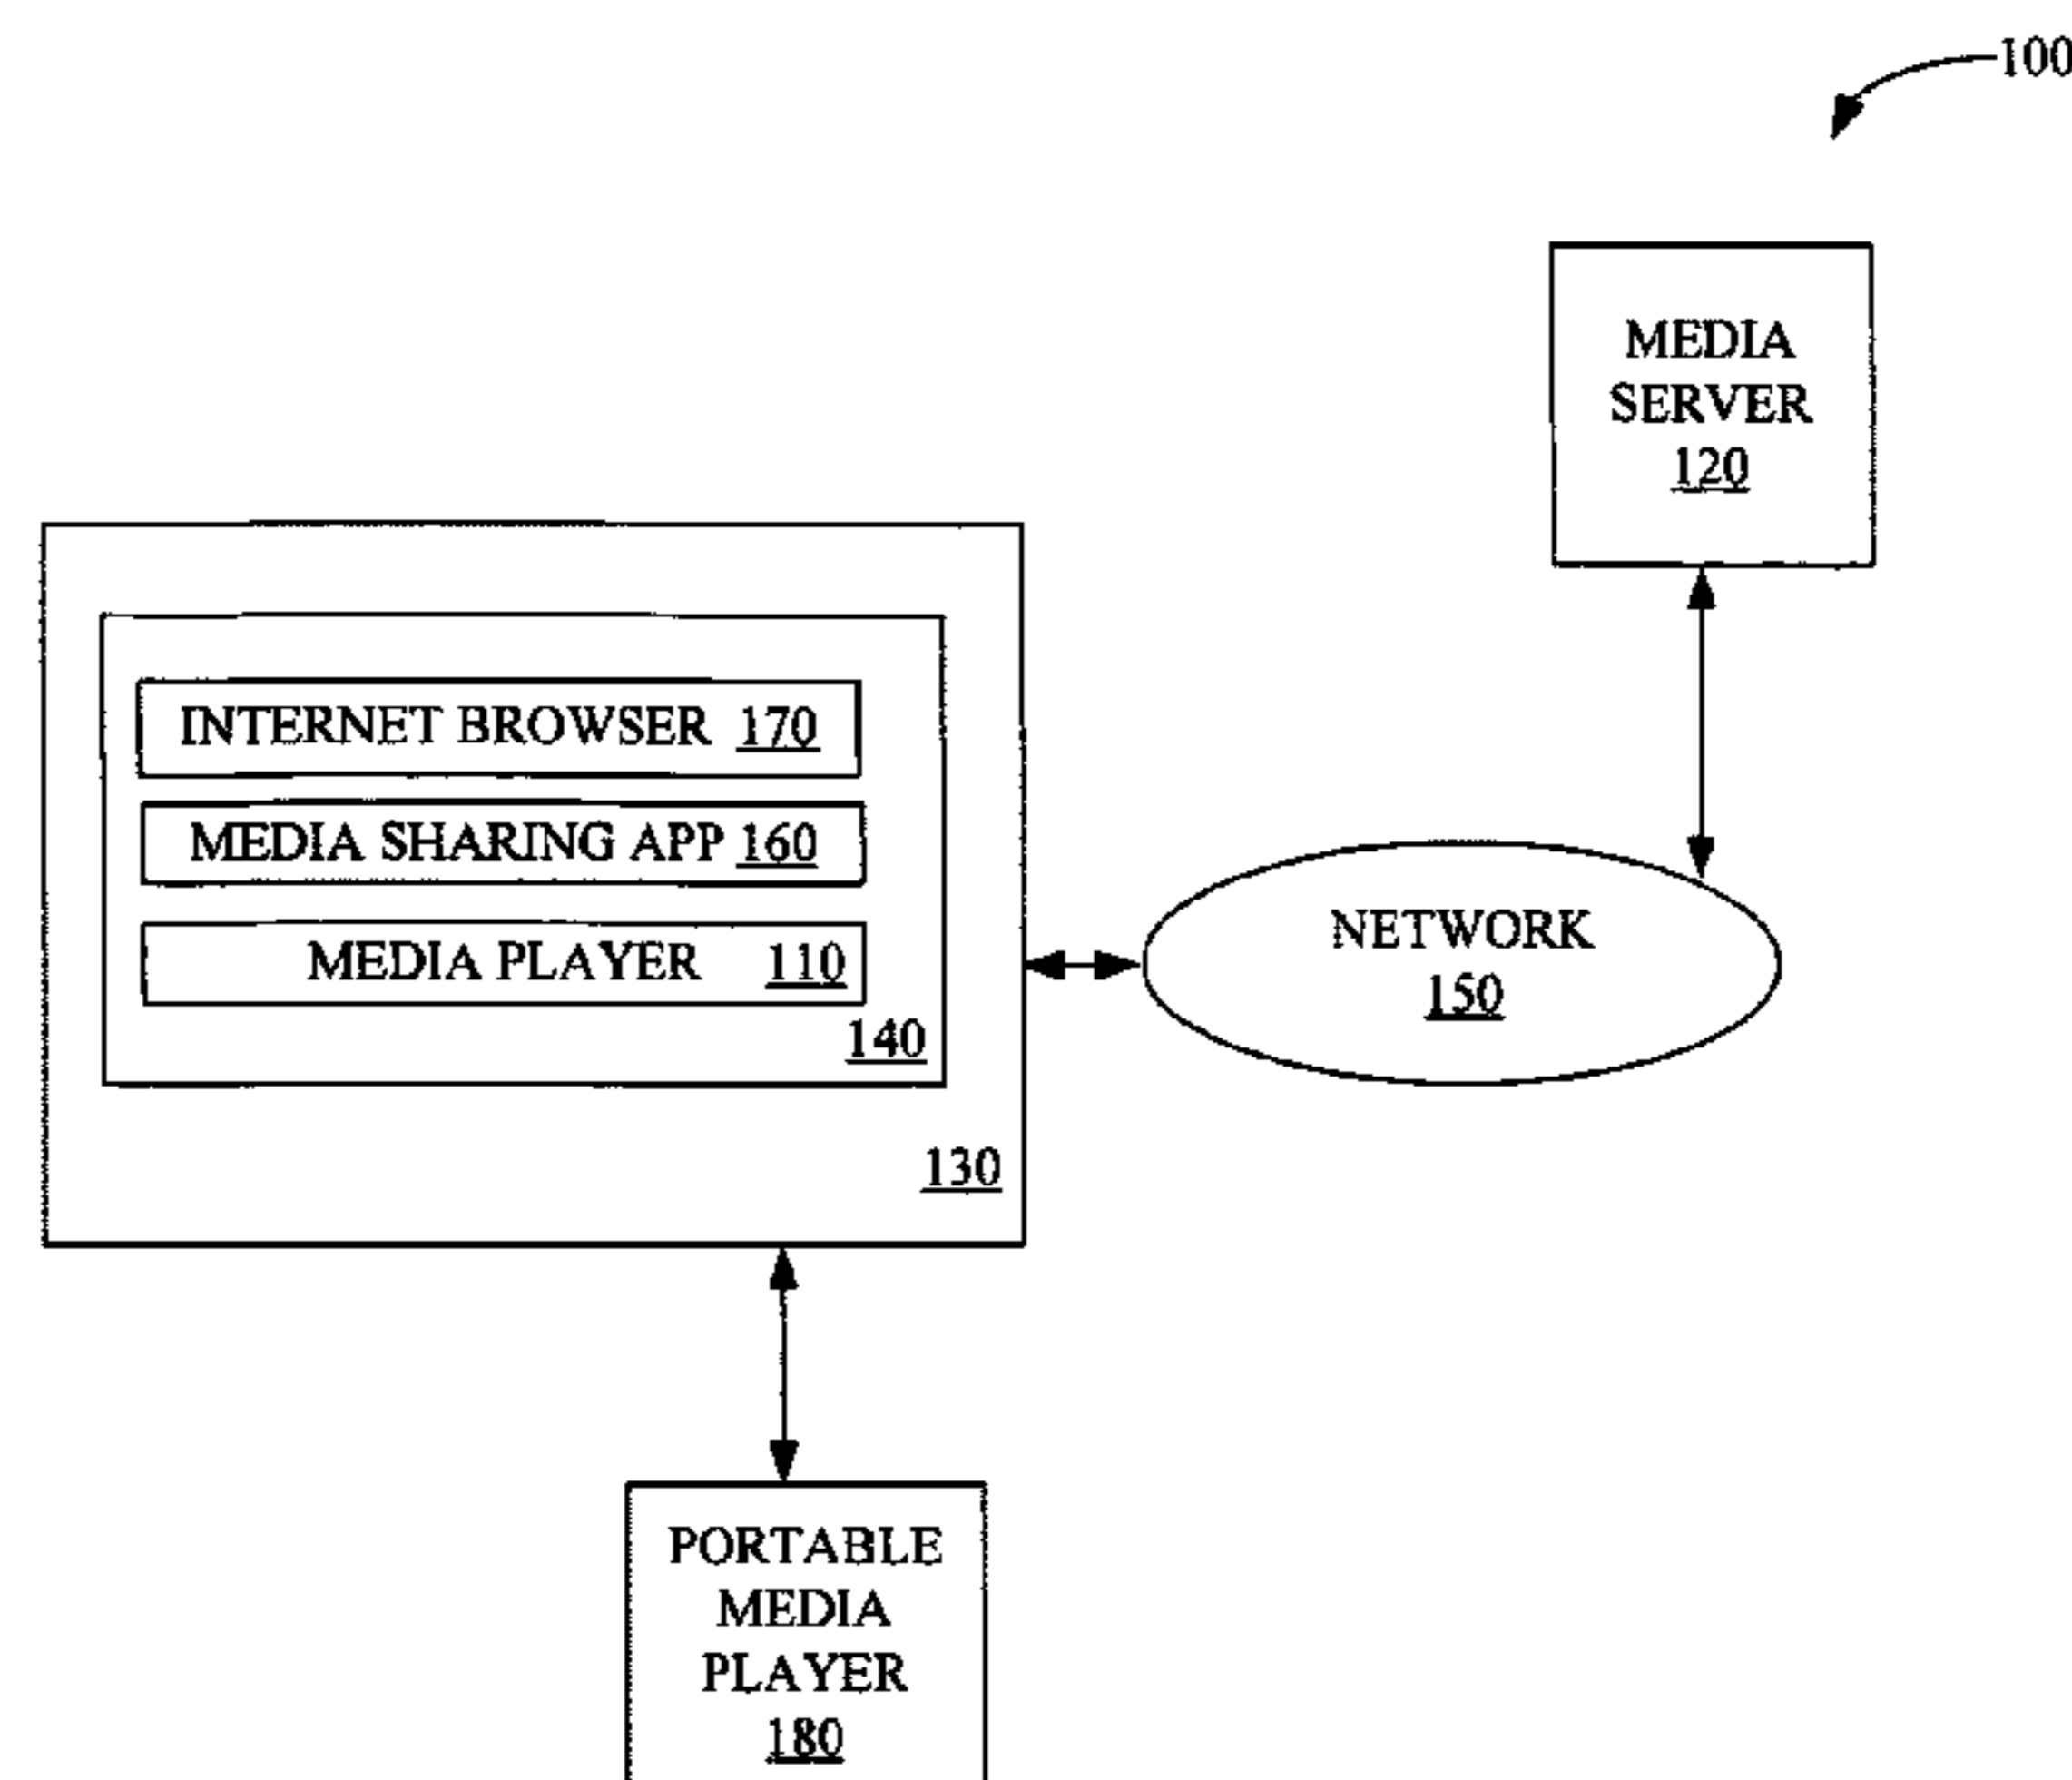 100
MEDIA
SERVER
120
INTERNET BROWSER 170
MEDIA SHARING APP 160
MEDIA PLAYER 110
140
130
NETWORK
150
PORTABLE
MEDIA
PLAYER
180